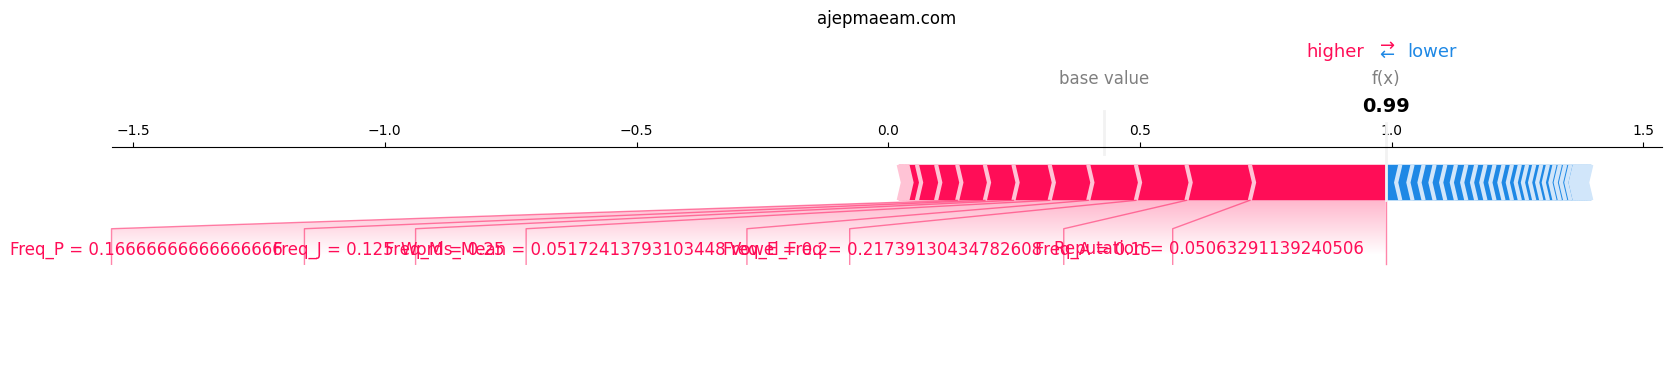 ajepmaeam.com
higher ⇄ lower
base value f(x)
0.99
−1.5 −1.0 −0.5 0.0 0.5 1.0 1.5
Freq_P = 0.16666666666666666 Freq_J = 0.125 Freq_M = 0.25 Words_Mean = 0.05172413793103448 Freq_E = 0.2 Vowel_Freq = 0.21739130434782608 Freq_A = 0.15 Reputation = 0.05063291139240506